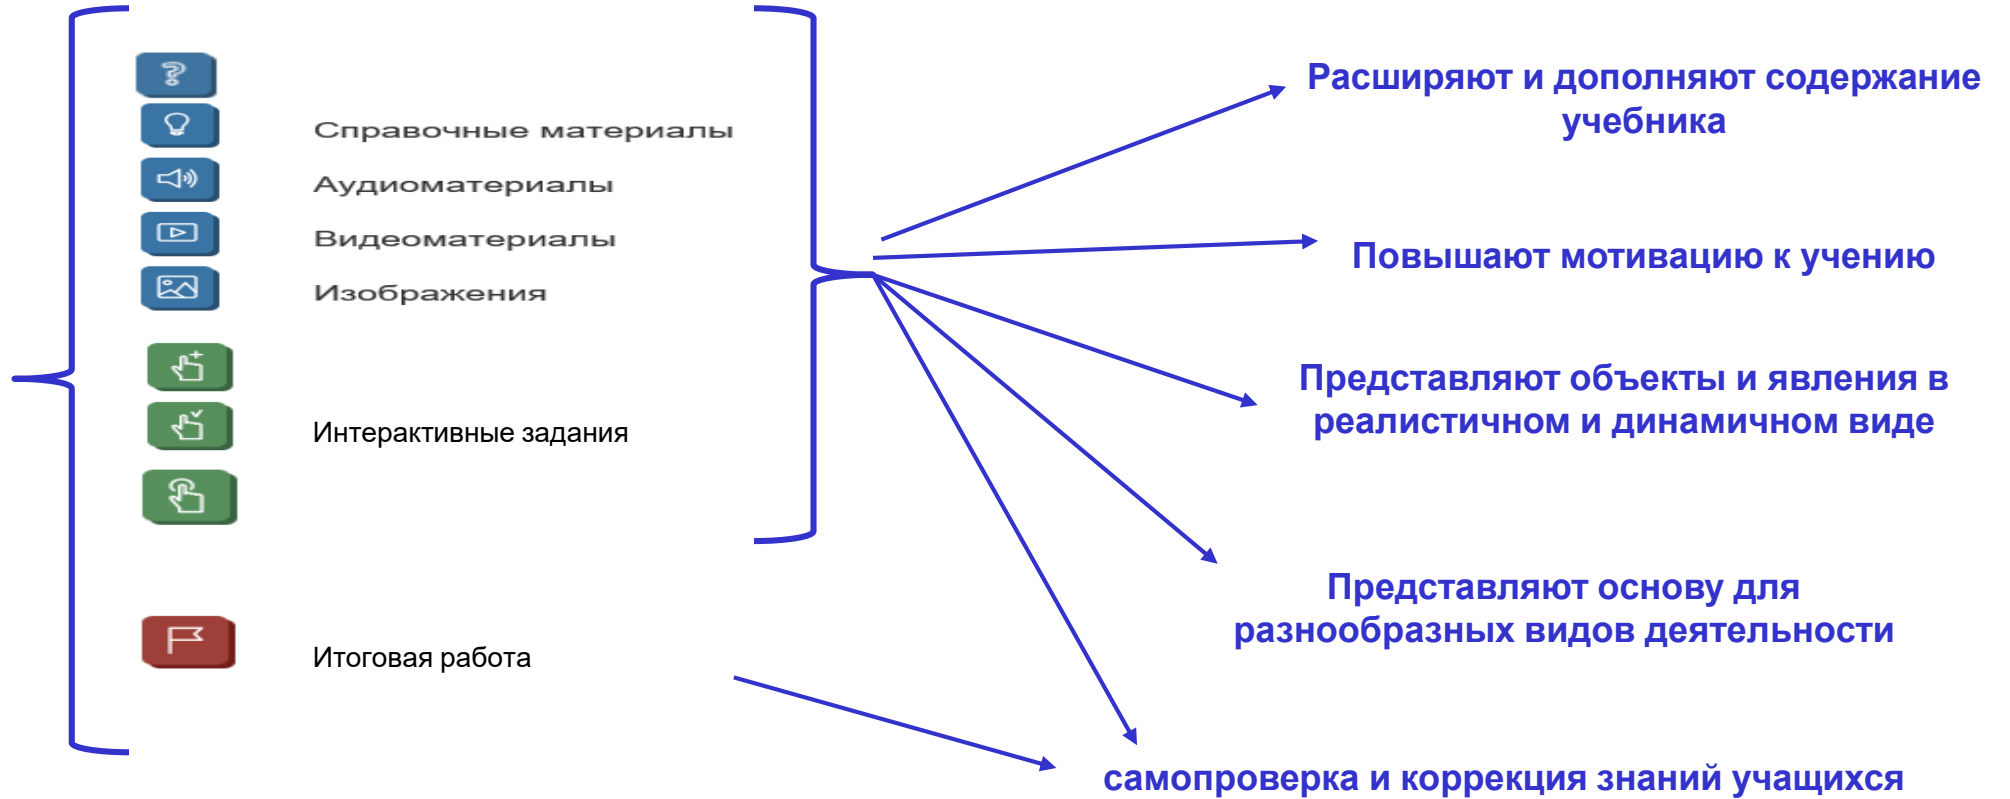 Справочные материалы
Аудиоматериалы
Видеоматериалы
Изображения
Интерактивные задания
Итоговая работа
Расширяют и дополняют содержание
учебника
Повышают мотивацию к учению
Представляют объекты и явления в
реалистичном и динамичном виде
Представляют основу для
разнообразных видов деятельности
самопроверка и коррекция знаний учащихся